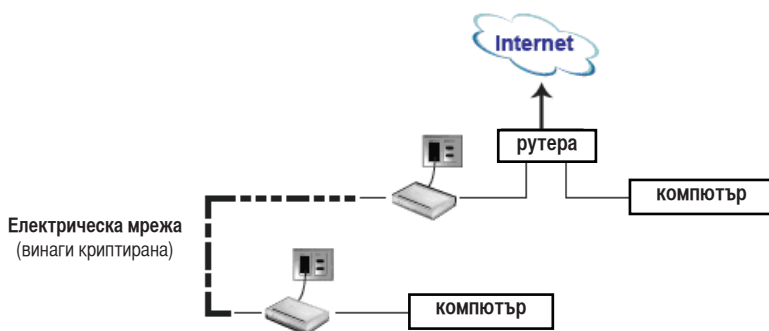 Internet
рутера
компютър
Електрическа мрежа
(винаги криптирана)
компютър